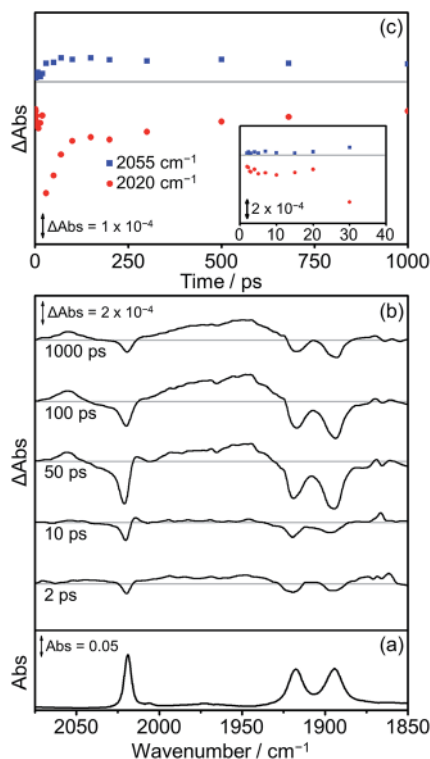 (c)
ΔAbs
2055 cm⁻¹
2020 cm⁻¹
ΔAbs = 1 x 10⁻⁴
2 x 10⁻⁴
0 10 20 30 40
0 250 500 750 1000
Time / ps
ΔAbs = 2 x 10⁻⁴
(b)
1000 ps
100 ps
ΔAbs
50 ps
10 ps
2 ps
Abs = 0.05
(a)
Abs
2050 2000 1950 1900 1850
Wavenumber / cm⁻¹